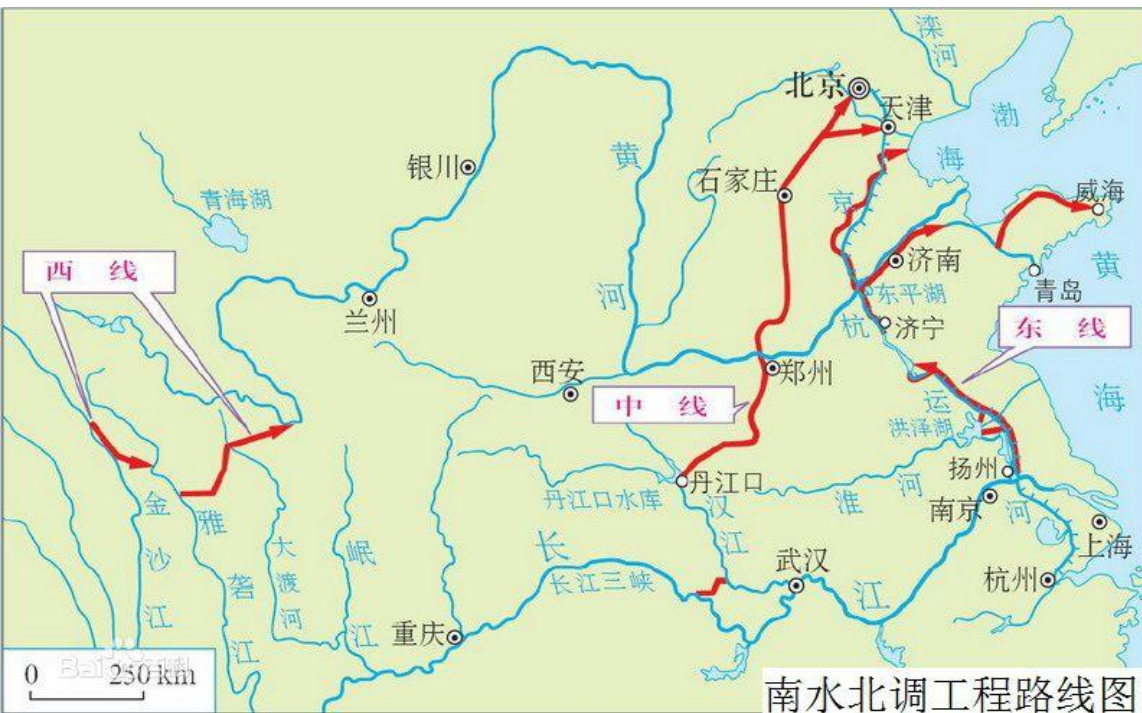 滦河
北京
天津
渤海
黄河
银川
石家庄
京杭运河
威海
青海湖
西 线
济南
黄海
东平湖
青岛
兰州
济宁
东 线
西安
郑州
中 线
洪泽湖
扬州
丹江口
丹江口水库
汉江
淮河
南京
金沙江
雅砻江
大渡河
岷江
长江
上海
武汉
长江三峡
杭州
重庆
0 250 km
Bai 百科
南水北调工程路线图